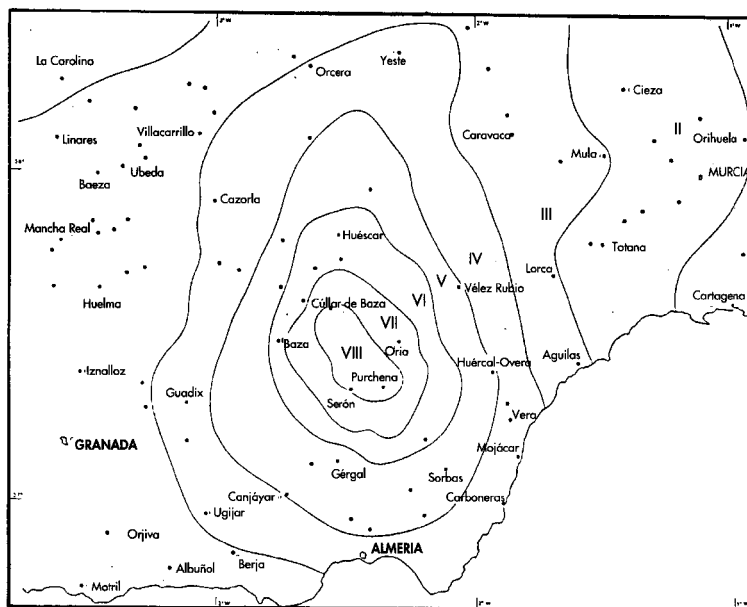 3° W
2° W
La Carolina
Orcera
Yeste
Cieza
II
Linares
Villacarrillo
Caravaca
Orihuela
Mula
Ubeda
Baeza
MURCIA
Cazorla
III
Mancha Real
Huéscar
IV
Totana
V
Lorca
Huelma
Vélez Rubio
VI
Cúllar de Baza
Cartagena
VII
Baza
VIII
Oria
Iznalloz
Huércal-Overa
Aguilas
Purchena
Guadix
Serón
Vera
GRANADA
Mojácar
Gérgal
Sorbas
Canjáyar
Carboneras
Ugijar
Orjiva
ALMERIA
Albuñol
Berja
Motril